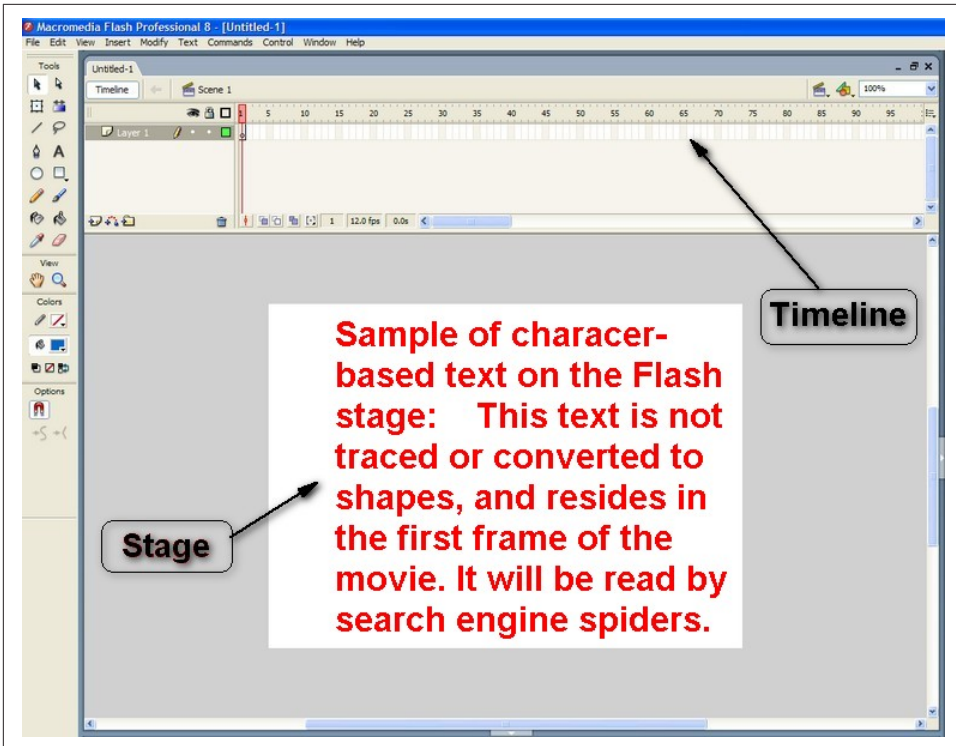 Macromedia Flash Professional 8 - [Untitled-1]
File Edit View Insert Modify Text Commands Control Window Help
Tools
Untitled-1
Timeline Scene 1 100%
1 5 10 15 20 25 30 35 40 45 50 55 60 65 70 75 80 85 90 95
Layer 1
1 12.0 fps 0.0s
View
Colors
Options
Timeline
Sample of characer-
based text on the Flash
stage: This text is not
traced or converted to
shapes, and resides in
the first frame of the
movie. It will be read by
search engine spiders.
Stage